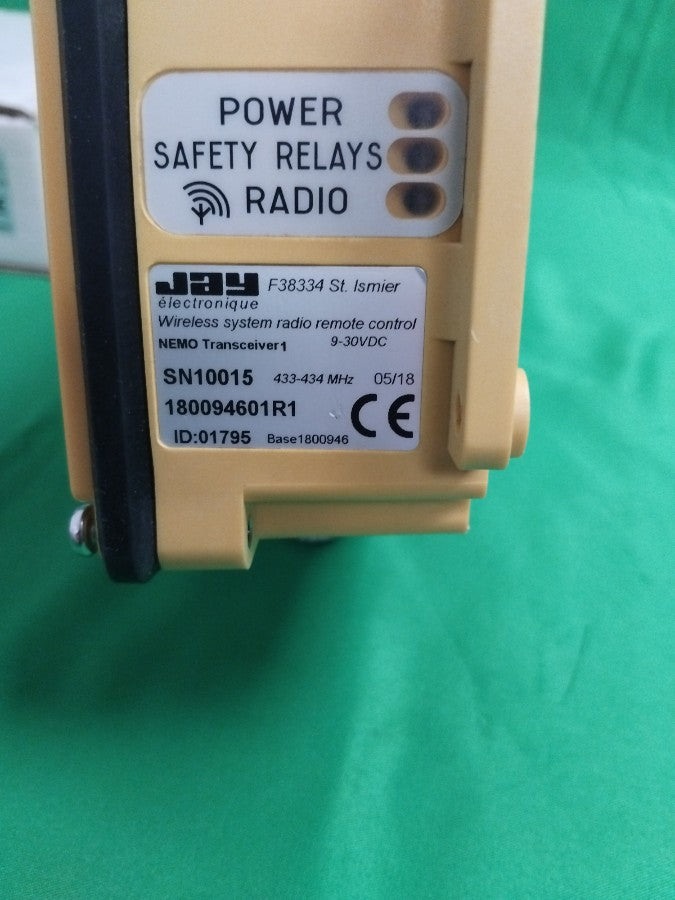 POWER
SAFETY RELAYS
RADIO
Jay F38334 St. Ismier
électronique
Wireless system radio remote control
NEMO Transceiver1 9-30VDC
SN10015 433-434 MHz 05/18
180094601R1 CE
ID:01795 Base1800946